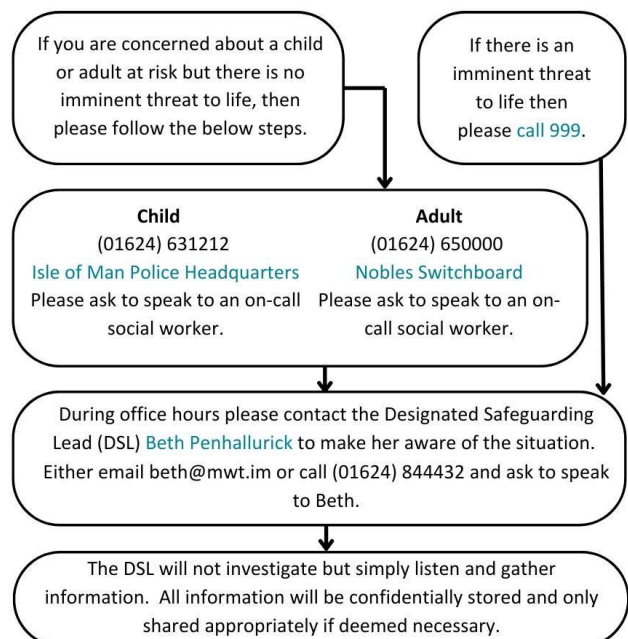 If you are concerned about a child
or adult at risk but there is no
imminent threat to life, then
please follow the below steps.
If there is an
imminent threat
to life then
please call 999.
Child
(01624) 631212
Isle of Man Police Headquarters
Please ask to speak to an on-call
social worker.
Adult
(01624) 650000
Nobles Switchboard
Please ask to speak to an on-
call social worker.
During office hours please contact the Designated Safeguarding
Lead (DSL) Beth Penhallurick to make her aware of the situation.
Either email beth@mwt.im or call (01624) 844432 and ask to speak
to Beth.
The DSL will not investigate but simply listen and gather
information. All information will be confidentially stored and only
shared appropriately if deemed necessary.